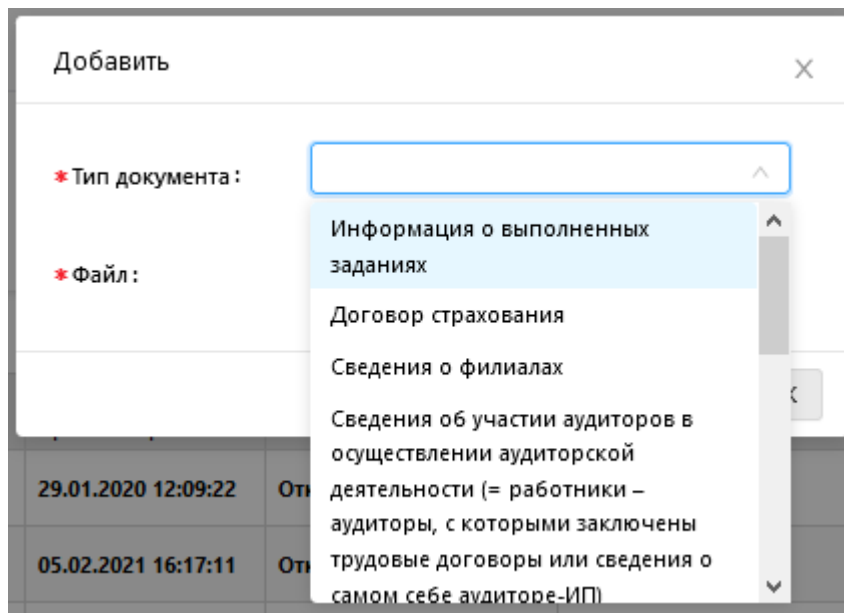 Добавить
* Тип документа :
Информация о выполненных
заданиях
* Файл :
Договор страхования
Сведения о филиалах
Сведения об участии аудиторов в
осуществлении аудиторской
деятельности (= работники –
аудиторы, с которыми заключены
трудовые договоры или сведения о
самом себе аудиторе-ИП)
29.01.2020 12:09:22
05.02.2021 16:17:11